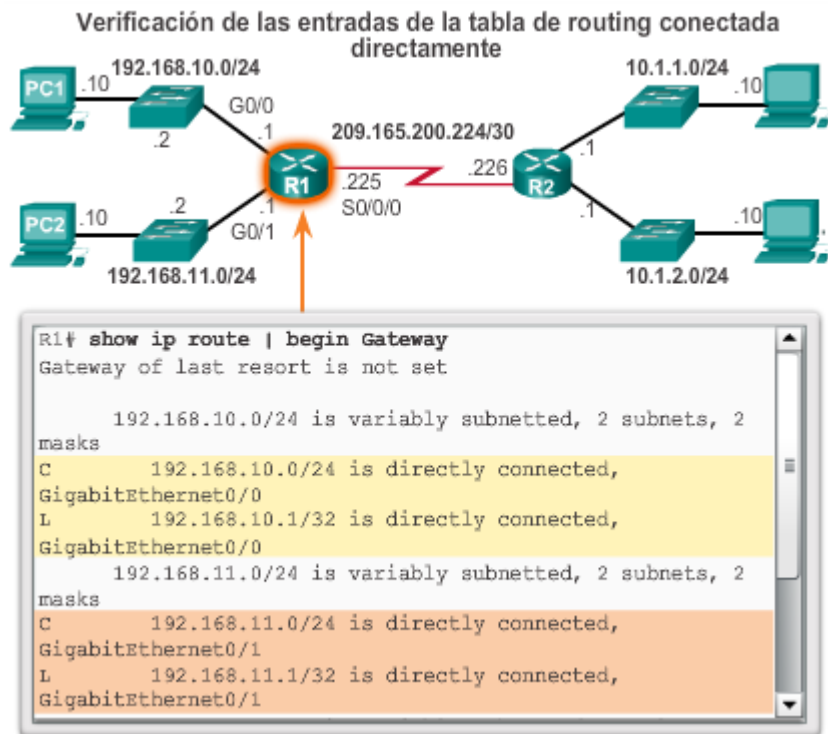 Verificación de las entradas de la tabla de routing conectada
directamente
192.168.10.0/24
10.1.1.0/24
PC1
.10
G0/0
.10
.2
.1
209.165.200.224/30
.1
R1
.225
.226
R2
S0/0/0
PC2
.10
.2
.1
G0/1
.1
.10
192.168.11.0/24
10.1.2.0/24
R1# show ip route | begin Gateway
Gateway of last resort is not set
192.168.10.0/24 is variably subnetted, 2 subnets, 2
masks
C 192.168.10.0/24 is directly connected,
GigabitEthernet0/0
L 192.168.10.1/32 is directly connected,
GigabitEthernet0/0
192.168.11.0/24 is variably subnetted, 2 subnets, 2
masks
C 192.168.11.0/24 is directly connected,
GigabitEthernet0/1
L 192.168.11.1/32 is directly connected,
GigabitEthernet0/1